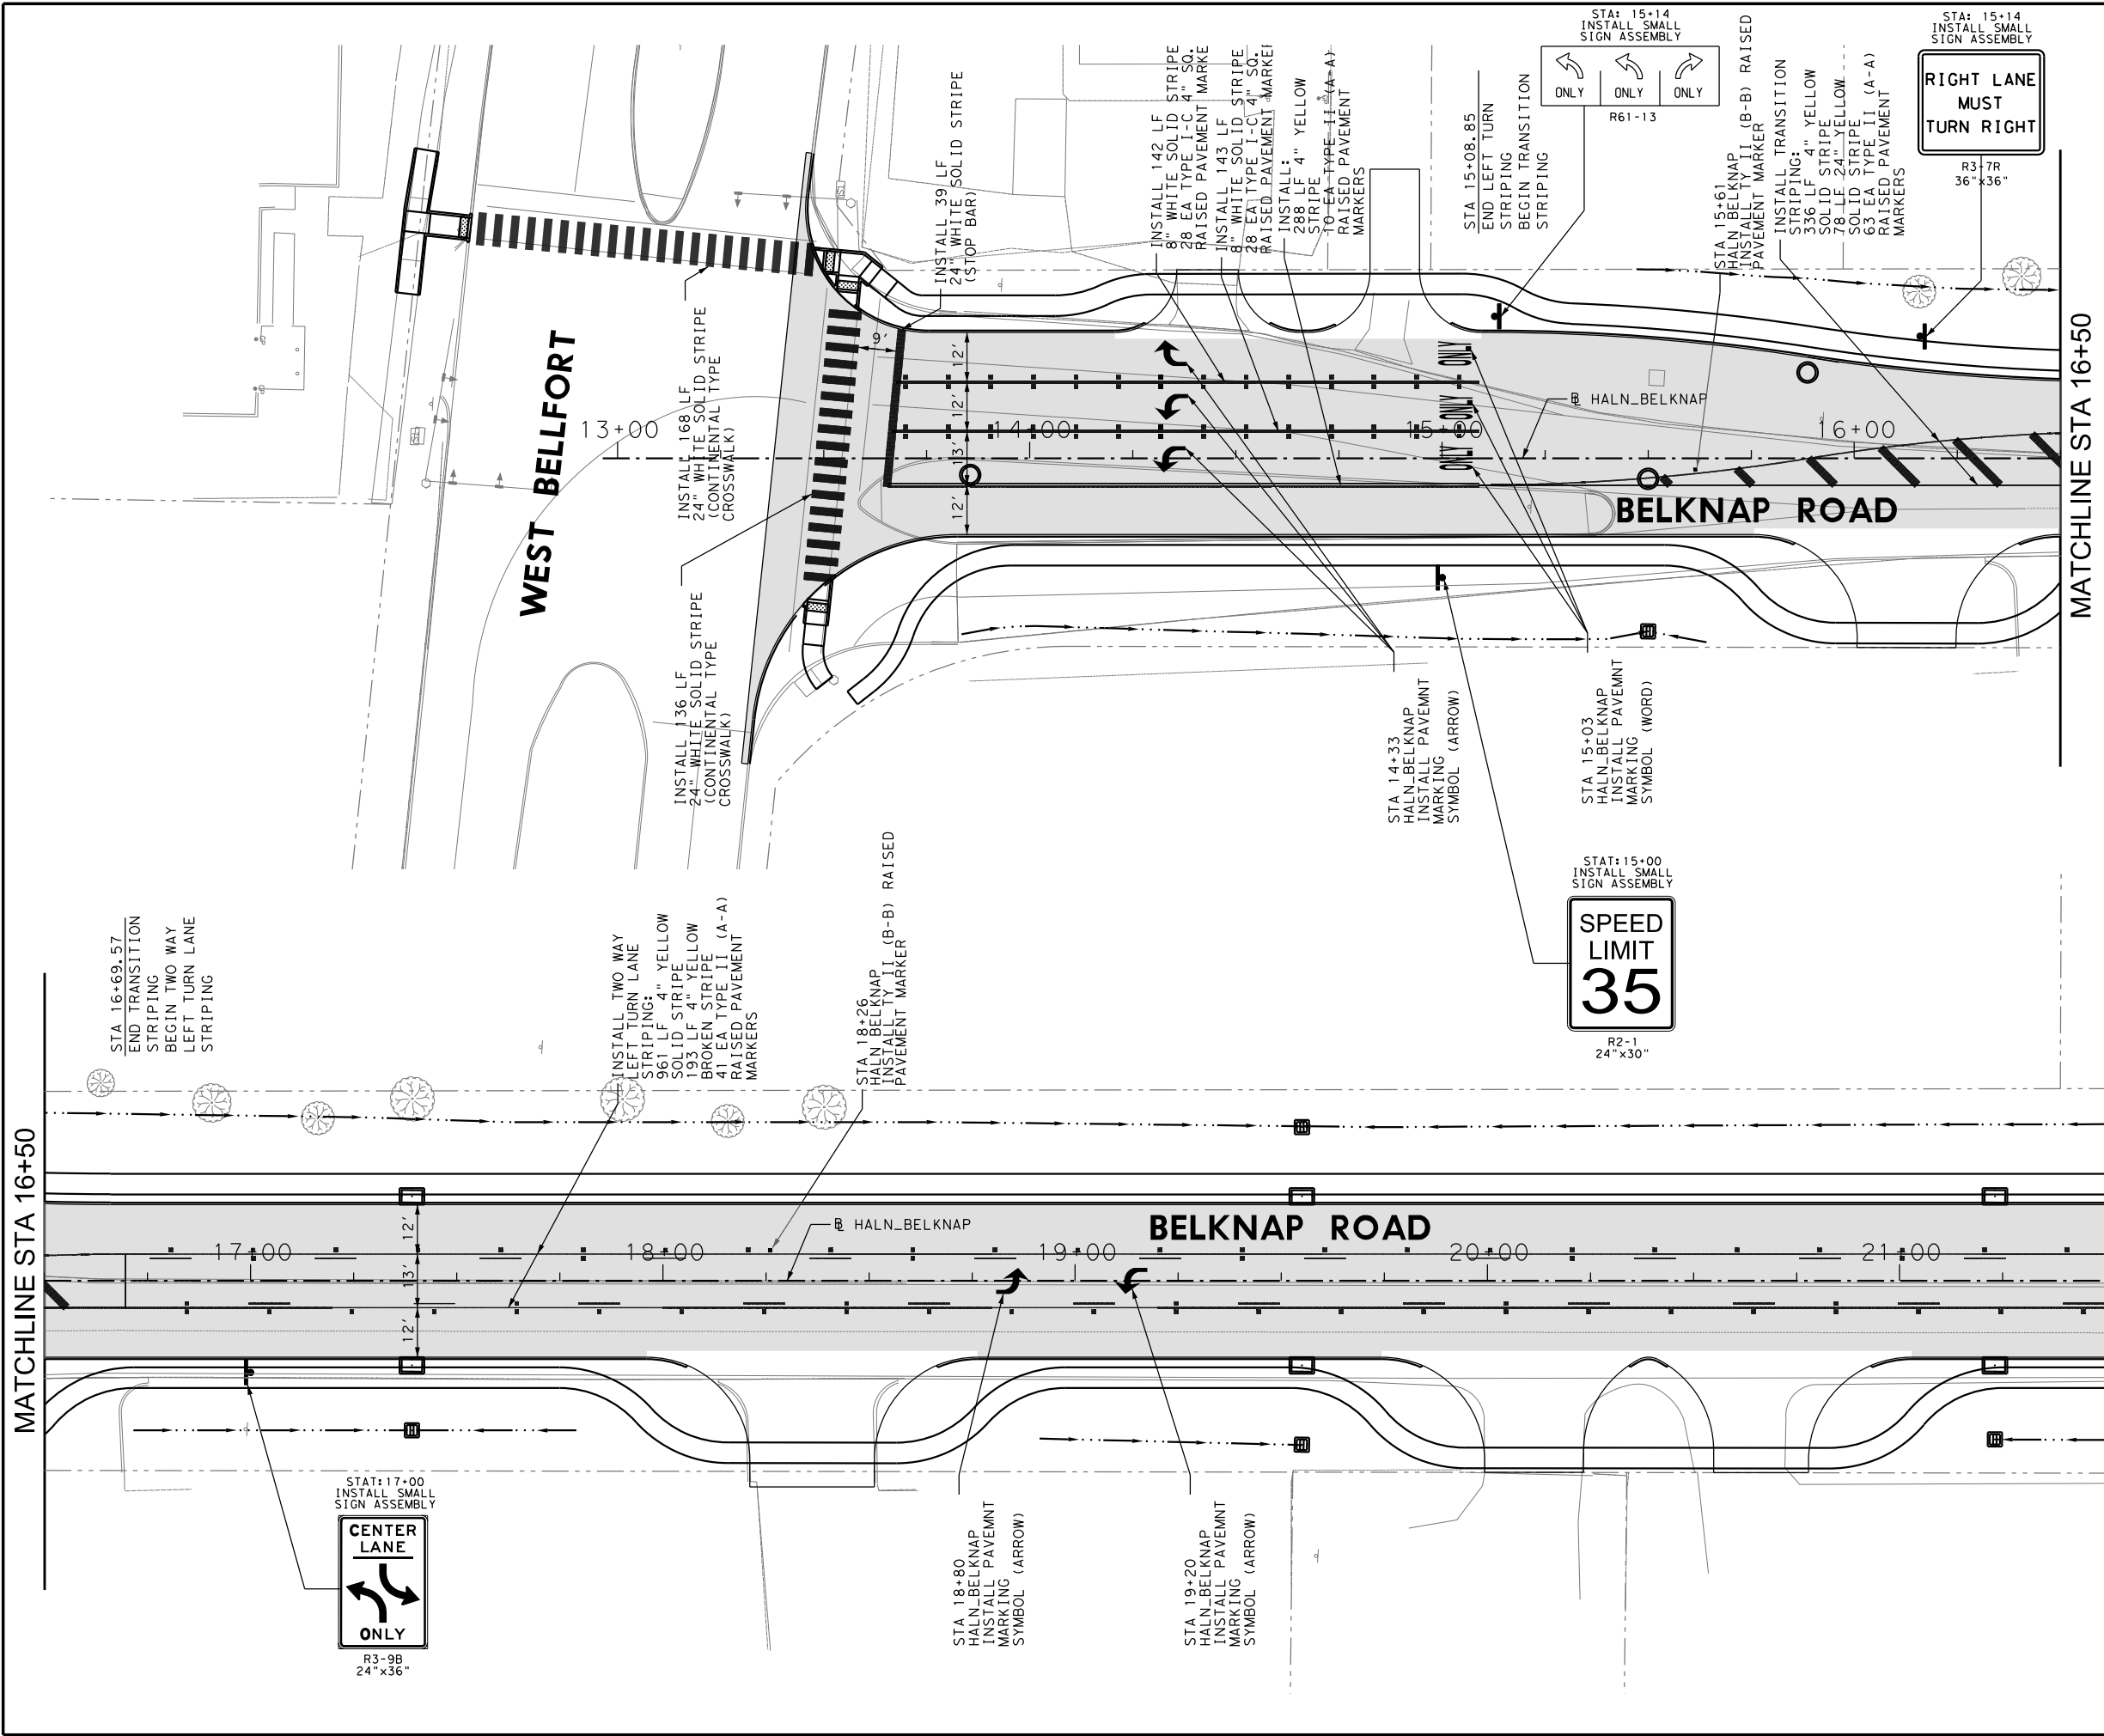 STA: 15+14
INSTALL SMALL
SIGN ASSEMBLY
ONLY
ONLY
ONLY
R61-13
STA: 15+14
INSTALL SMALL
SIGN ASSEMBLY
RIGHT LANE
MUST
TURN RIGHT
R3-7R
36"x36"
INSTALL 39 LF
24" WHITE SOLID STRIPE
(STOP BAR)
INSTALL 142 LF
8" WHITE SOLID STRIPE
28 EA TYPE I-C 4" SQ.
RAISED PAVEMENT MARKE
INSTALL 143 LF
8" WHITE SOLID STRIPE
28 EA TYPE I-C 4" SQ.
RAISED PAVEMENT MARKER
INSTALL:
288 LF 4" YELLOW
STRIPE
10 EA TYPE II (A-A)
RAISED PAVEMENT
MARKERS
STA 15+08.85
END LEFT TURN
STRIPING
BEGIN TRANSITION
STRIPING
STA 15+61
HALN BELKNAP
INSTALL TY II (B-B) RAISED
PAVEMENT MARKER
INSTALL TRANSITION
STRIPING:
336 LF 4" YELLOW
SOLID STRIPE
78 LF 24" YELLOW
SOLID STRIPE
63 EA TYPE II (A-A)
RAISED PAVEMENT
MARKERS
INSTALL 168 LF
24" WHITE SOLID STRIPE
(CONTINENTAL TYPE
CROSSWALK)
INSTALL 136 LF
24" WHITE SOLID STRIPE
(CONTINENTAL TYPE
CROSSWALK)
WEST BELLFORT
9'
12'
12'
13'
12'
13+00
14+00
15+00
16+00
ONLY
ONLY
ONLY
HALN_BELKNAP
BELKNAP ROAD
MATCHLINE STA 16+50
STA 14+33
HALN_BELKNAP
INSTALL PAVEMNT
MARKING
SYMBOL (ARROW)
STA 15+03
HALN_BELKNAP
INSTALL PAVEMNT
MARKING
SYMBOL (WORD)
STAT:15+00
INSTALL SMALL
SIGN ASSEMBLY
SPEED
LIMIT
35
R2-1
24"x30"
MATCHLINE STA 16+50
STA 16+69.57
END TRANSITION
STRIPING
BEGIN TWO WAY
LEFT TURN LANE
STRIPING
INSTALL TWO WAY
LEFT TURN LANE
STRIPING:
961 LF 4" YELLOW
SOLID STRIPE
193 LF 4" YELLOW
BROKEN STRIPE
41 EA TYPE II (A-A)
RAISED PAVEMENT
MARKERS
STA 18+26
HALN BELKNAP
INSTALL TY II (B-B) RAISED
PAVEMENT MARKER
12'
13'
12'
HALN_BELKNAP
BELKNAP ROAD
17+00
18+00
19+00
20+00
21+00
STAT:17+00
INSTALL SMALL
SIGN ASSEMBLY
CENTER
LANE
ONLY
R3-9B
24"x36"
STA 18+80
HALN_BELKNAP
INSTALL PAVEMNT
MARKING
SYMBOL (ARROW)
STA 19+20
HALN_BELKNAP
INSTALL PAVEMNT
MARKING
SYMBOL (ARROW)